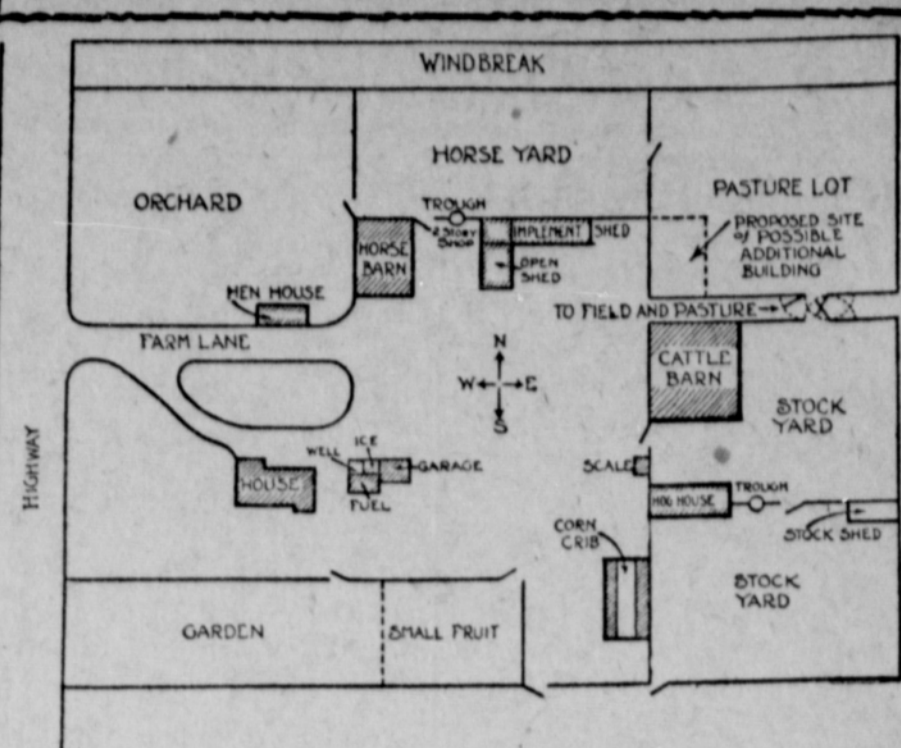 WINDBREAK
HORSE YARD
ORCHARD
PASTURE LOT
TROUGH
2 STORY
SHOP
IMPLEMENT SHED
PROPOSED SITE
of POSSIBLE
ADDITIONAL
BUILDING
HORSE
BARN
OPEN
SHED
HEN HOUSE
TO FIELD AND PASTURE
FARM LANE
N
W E
S
CATTLE
BARN
STOCK
YARD
HIGHWAY
WELL
ICE
GARAGE
HOUSE
FUEL
SCALE
HOG HOUSE
TROUGH
STOCK SHED
CORN
CRIB
STOCK
YARD
GARDEN
SMALL FRUIT